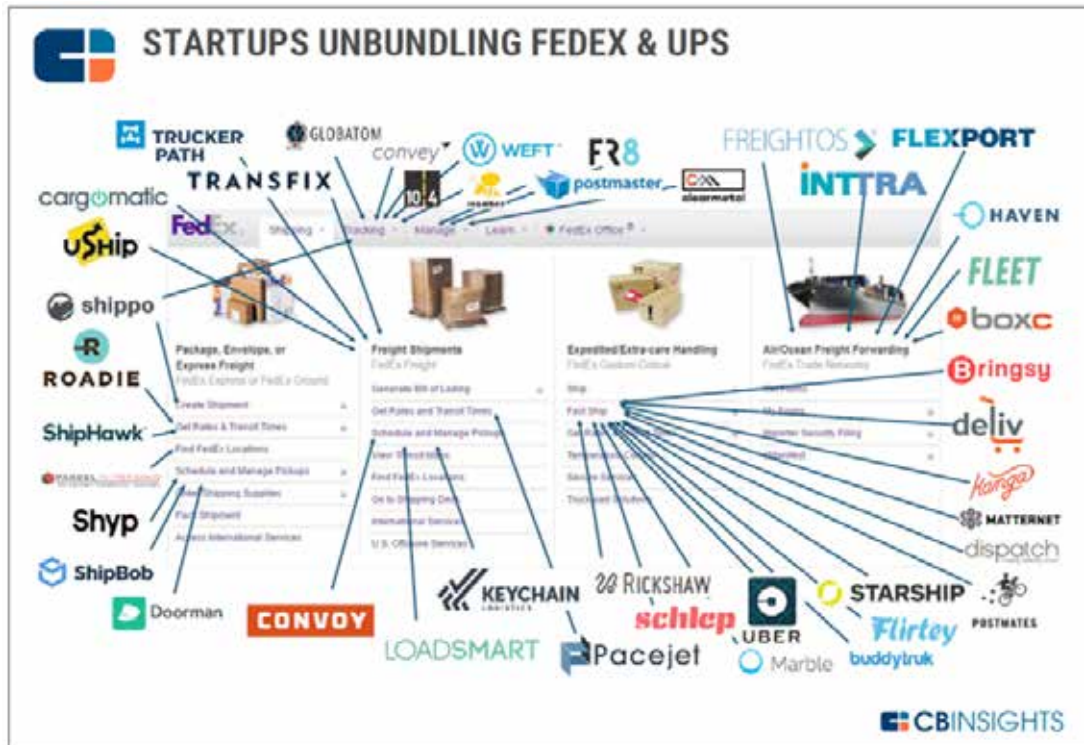 STARTUPS UNBUNDLING FEDEX & UPS
TRUCKER
PATH
GLOBATOM
convey
WEFT
FR8
FREIGHTOS
FLEXPORT
TRANSFIX
10-4
postmaster
clearmetal
INTTRA
cargomatic
HAVEN
FedEx
Shipping
Tracking
Manage
Learn
FedEx Office
uShip
FLEET
shippo
boxc
Package, Envelope, or
Express Freight
FedEx Express or FedEx Ground
Freight Shipments
FedEx Freight
Expedited/Extra-care Handling
FedEx Custom Critical
Air/Ocean Freight Forwarding
FedEx Trade Networks
R
ROADIE
Bringsy
Create Shipment
Generate Bill of Lading
Ship
Get Rates & Transit Times
Get Rates and Transit Times
Fast Ship
deliv
ShipHawk
Find FedEx Locations
Schedule and Manage Pickups
Schedule and Manage Pickups
Find FedEx Locations
Kanga
Shyp
International Services
MATTERNET
Access International Services
U.S. Offshore Services
dispatch
ShipBob
Doorman
CONVOY
KEYCHAIN
LOGISTICS
RICKSHAW
schlep
UBER
STARSHIP
POSTMATES
LOADSMART
Pacejet
Marble
Flirtey
buddytruk
CBINSIGHTS